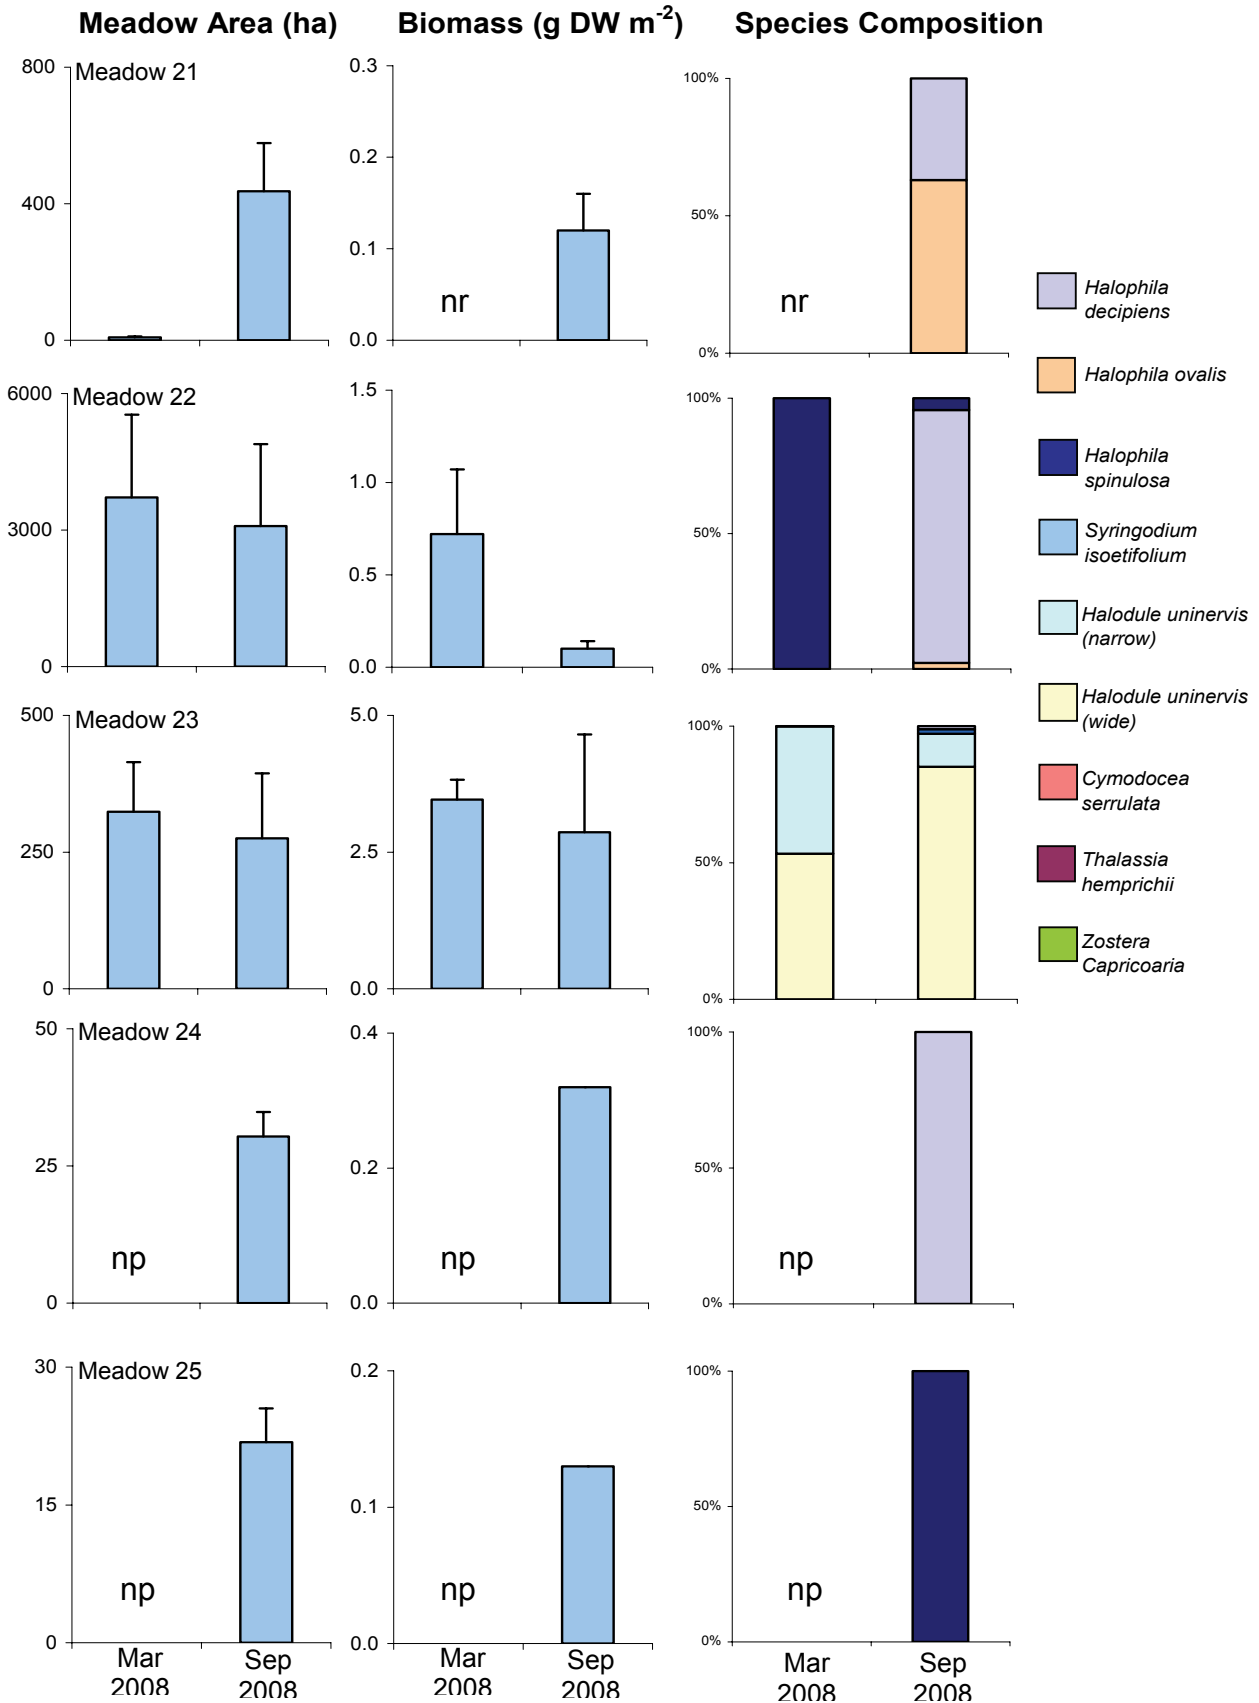 Meadow Area (ha) Biomass (g DW m-2) Species Composition
Meadow 21
800
400
0
0.3
0.2
0.1
0.0
nr
100%
50%
0%
nr
Meadow 22
6000
3000
0
1.5
1.0
0.5
0.0
100%
50%
0%
Meadow 23
500
250
0
5.0
2.5
0.0
100%
50%
0%
Meadow 24
50
25
0
np
0.4
0.2
0.0
np
100%
50%
0%
np
Meadow 25
30
15
0
np
0.2
0.1
0.0
np
100%
50%
0%
np
Mar Sep
2008 2008
Mar Sep
2008 2008
Mar Sep
2008 2008
Halophila
decipiens
Halophila ovalis
Halophila
spinulosa
Syringodium
isoetifolium
Halodule uninervis
(narrow)
Halodule uninervis
(wide)
Cymodocea
serrulata
Thalassia
hemprichii
Zostera
Capricoaria